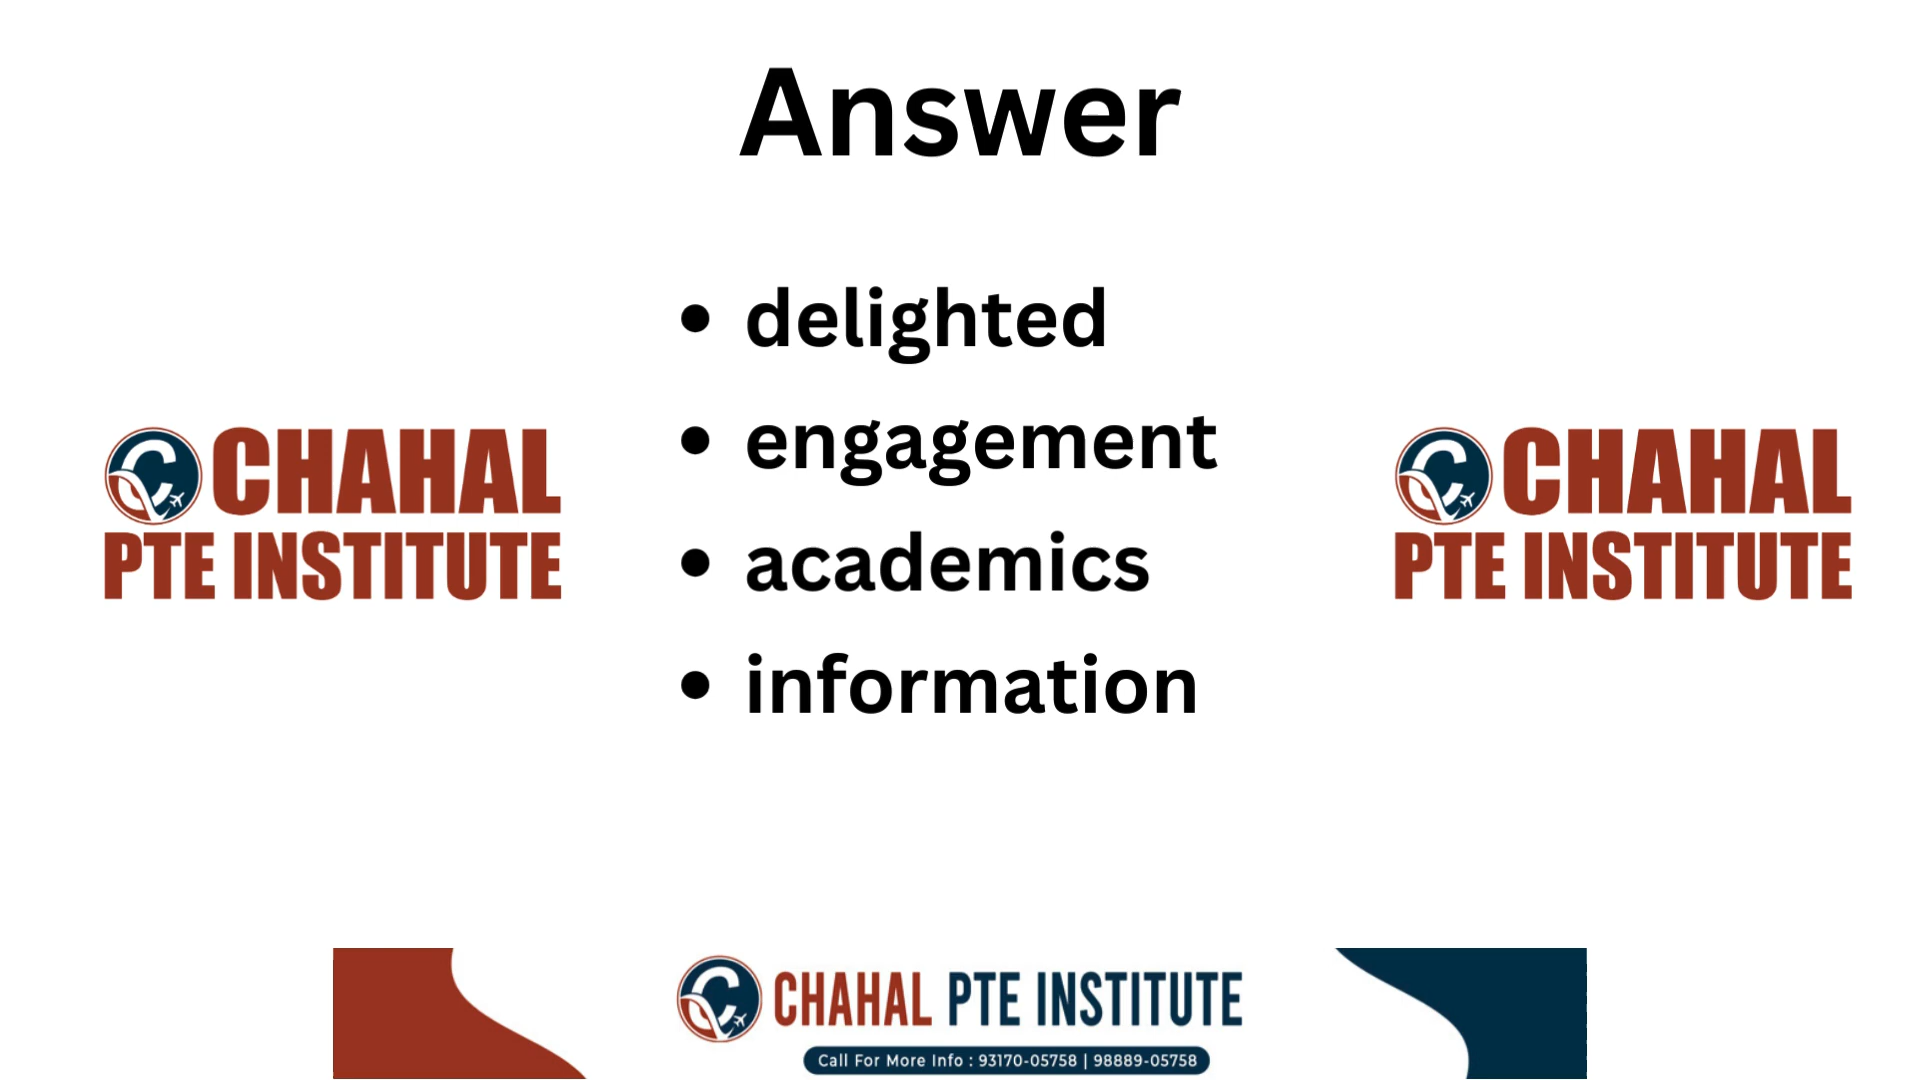 Answer
• delighted
• engagement
• academics
• information
CHAHAL
PTE INSTITUTE
CHAHAL
PTE INSTITUTE
CHAHAL PTE INSTITUTE
Call For More Info : 93170-05758 | 98889-05758